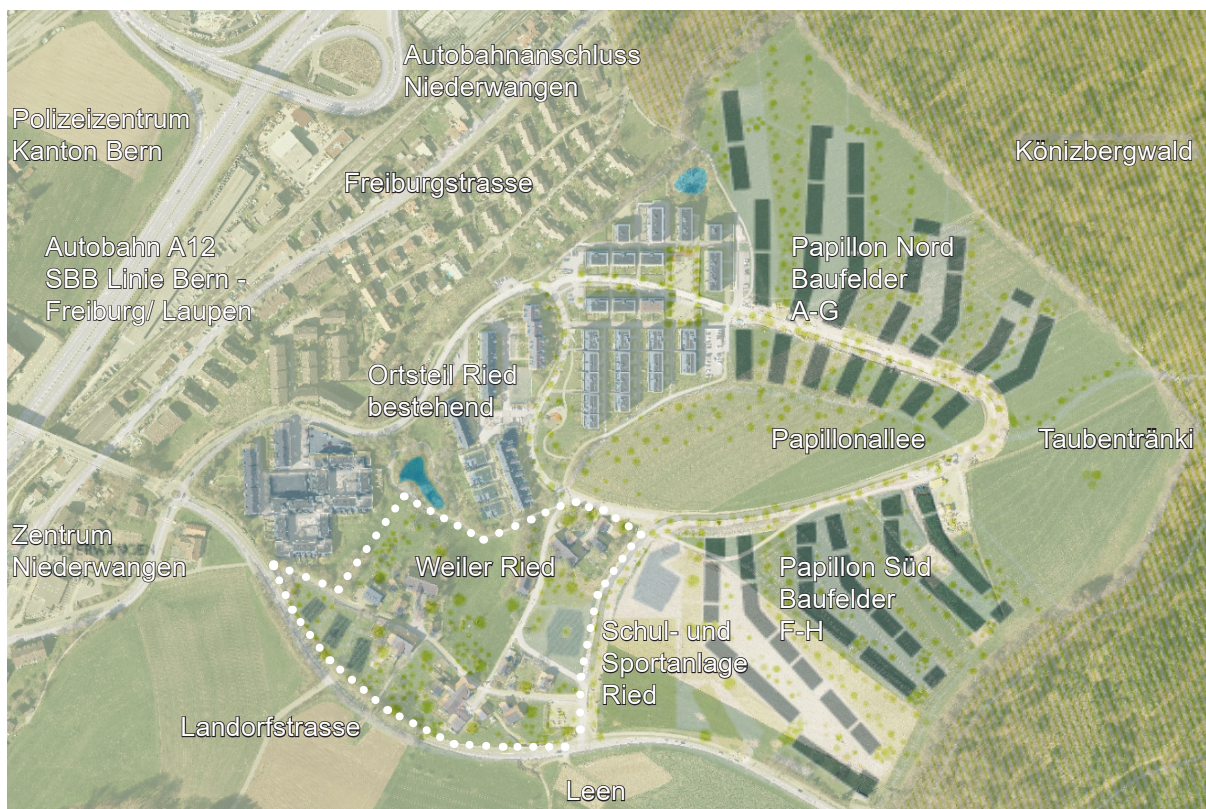 Autobahnanschluss
Niederwangen
Polizeizentrum
Kanton Bern
Königzbergwald
Freiburgstrasse
Autobahn A12
SBB Linie Bern -
Freiburg/ Laupen
Papillon Nord
Baufelder
A-G
Ortsteil Ried
bestehend
Papillonallee
Taubentränki
Zentrum
Niederwangen
Weiler Ried
Papillon Süd
Baufelder
F-H
Schul- und
Sportanlage
Ried
Landorfstrasse
Leen